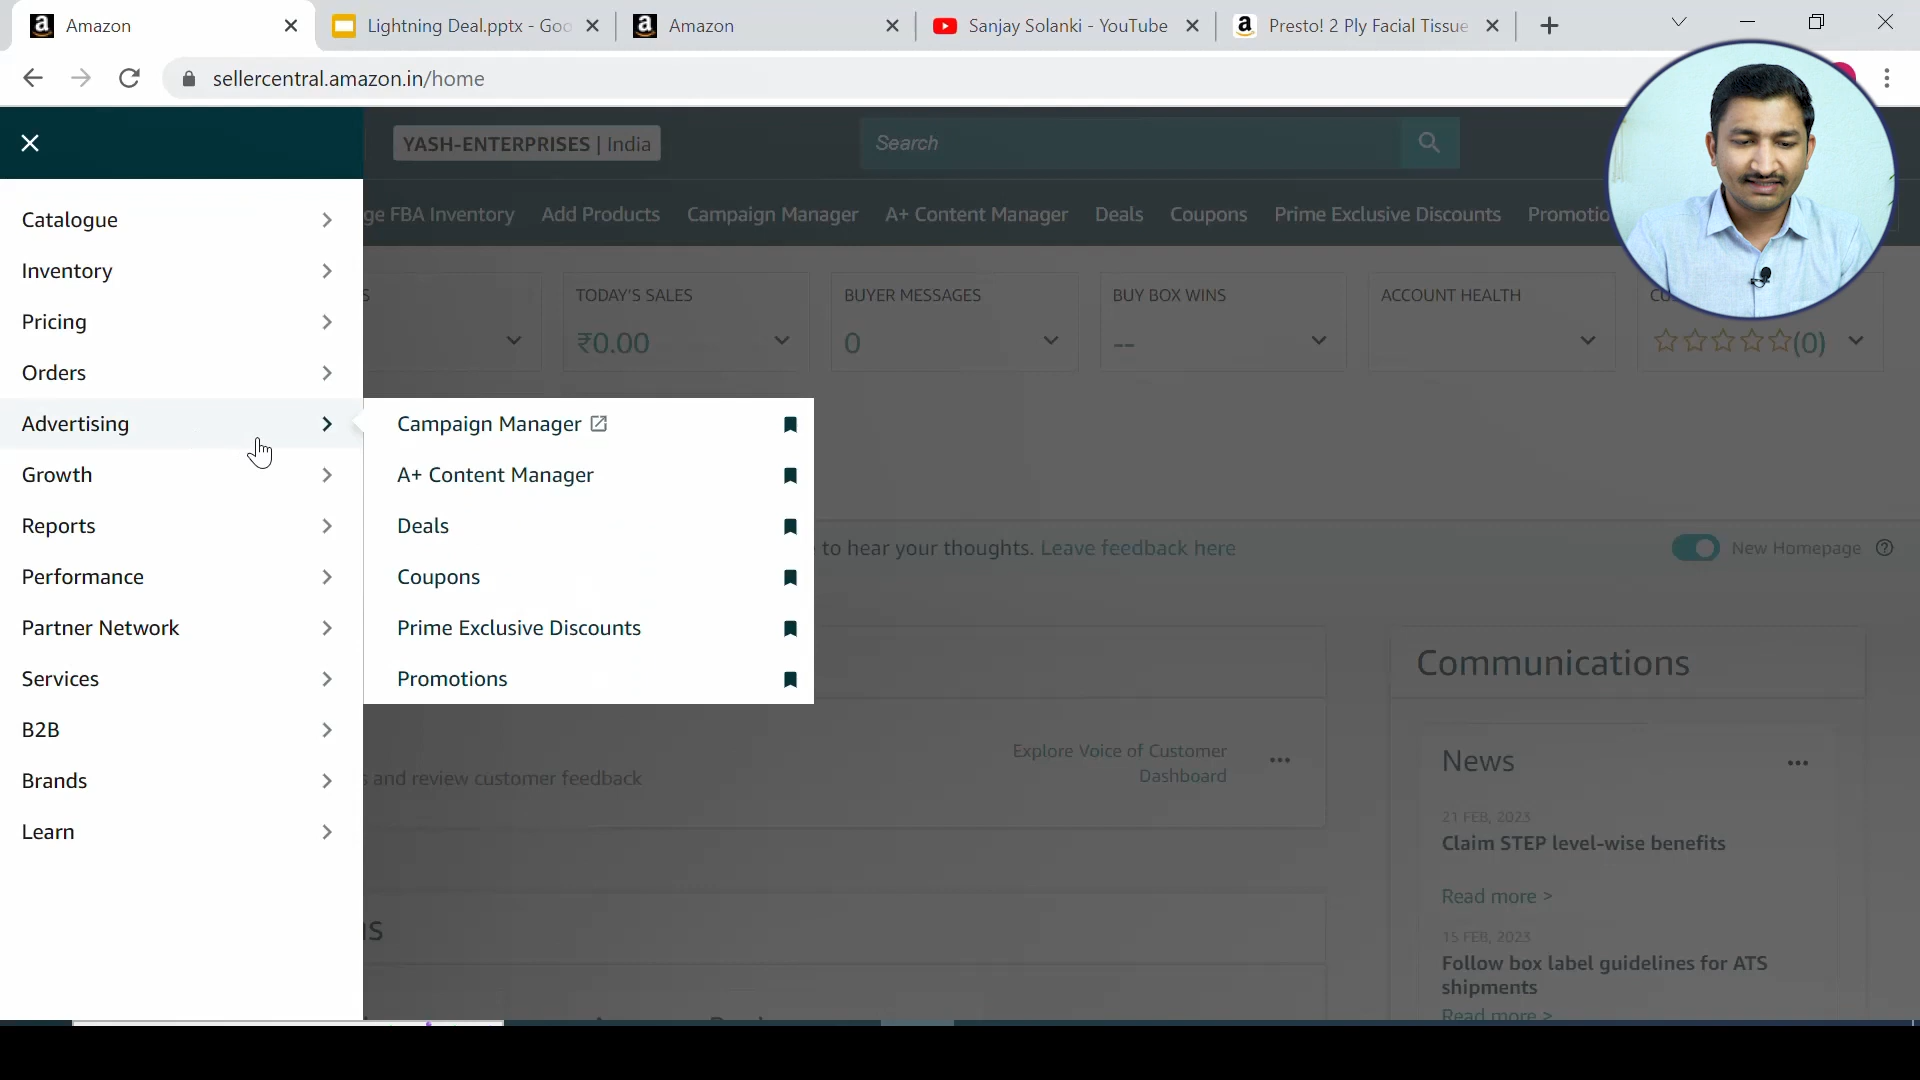 Amazon
Lightning Deal.pptx - Goo
Amazon
Sanjay Solanki - YouTube
Presto! 2 Ply Facial Tissue
sellercentral.amazon.in/home
YASH-ENTERPRISES | India
Search
ge FBA Inventory
Add Products
Campaign Manager
A+ Content Manager
Deals
Coupons
Prime Exclusive Discounts
Promotio
Catalogue
Inventory
Pricing
Orders
Advertising
Growth
Reports
Performance
Partner Network
Services
B2B
Brands
Learn
Campaign Manager
A+ Content Manager
Deals
Coupons
Prime Exclusive Discounts
Promotions
S
TODAY'S SALES
₹0.00
BUYER MESSAGES
0
BUY BOX WINS
--
ACCOUNT HEALTH
(0)
to hear your thoughts. Leave feedback here
New Homepage
Explore Voice of Customer
Dashboard
s and review customer feedback
Communications
News
21 FEB, 2023
Claim STEP level-wise benefits
Read more >
15 FEB, 2023
Follow box label guidelines for ATS
shipments
Read more >
ns